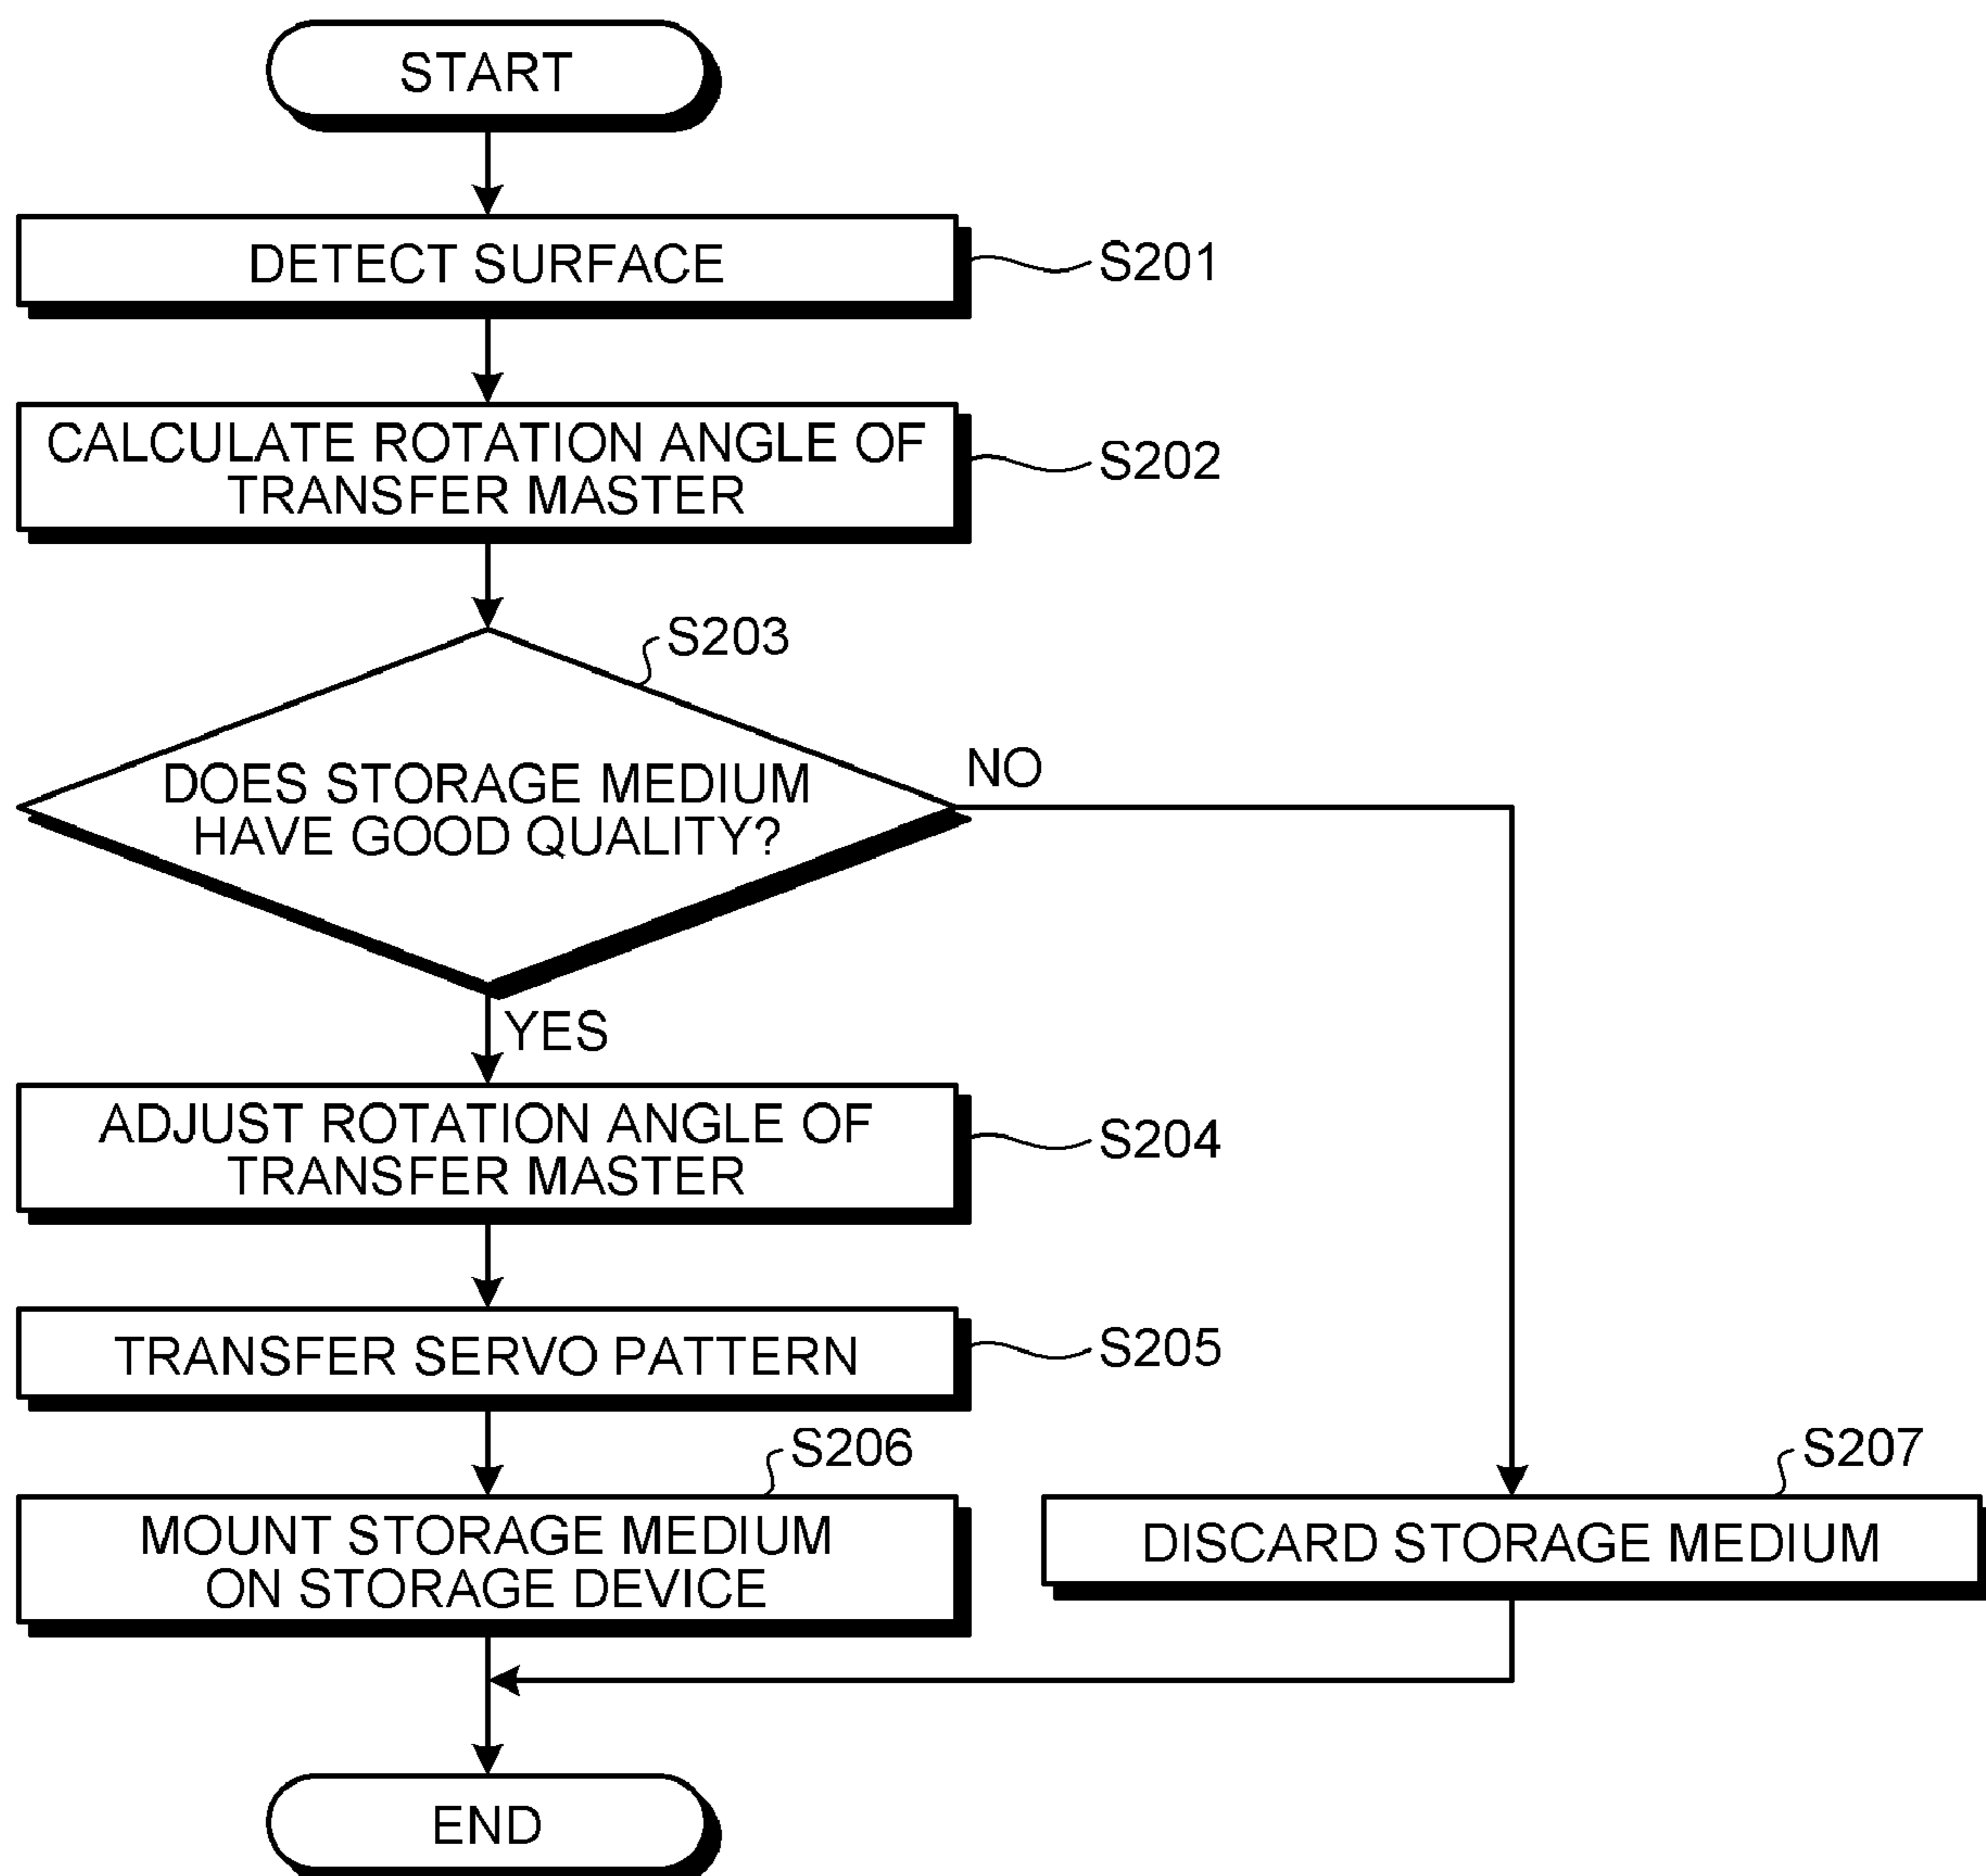 START
DETECT SURFACE
S201
CALCULATE ROTATION ANGLE OF
TRANSFER MASTER
S202
S203
DOES STORAGE MEDIUM
HAVE GOOD QUALITY?
NO
YES
ADJUST ROTATION ANGLE OF
TRANSFER MASTER
S204
TRANSFER SERVO PATTERN
S205
S206
MOUNT STORAGE MEDIUM
ON STORAGE DEVICE
S207
DISCARD STORAGE MEDIUM
END